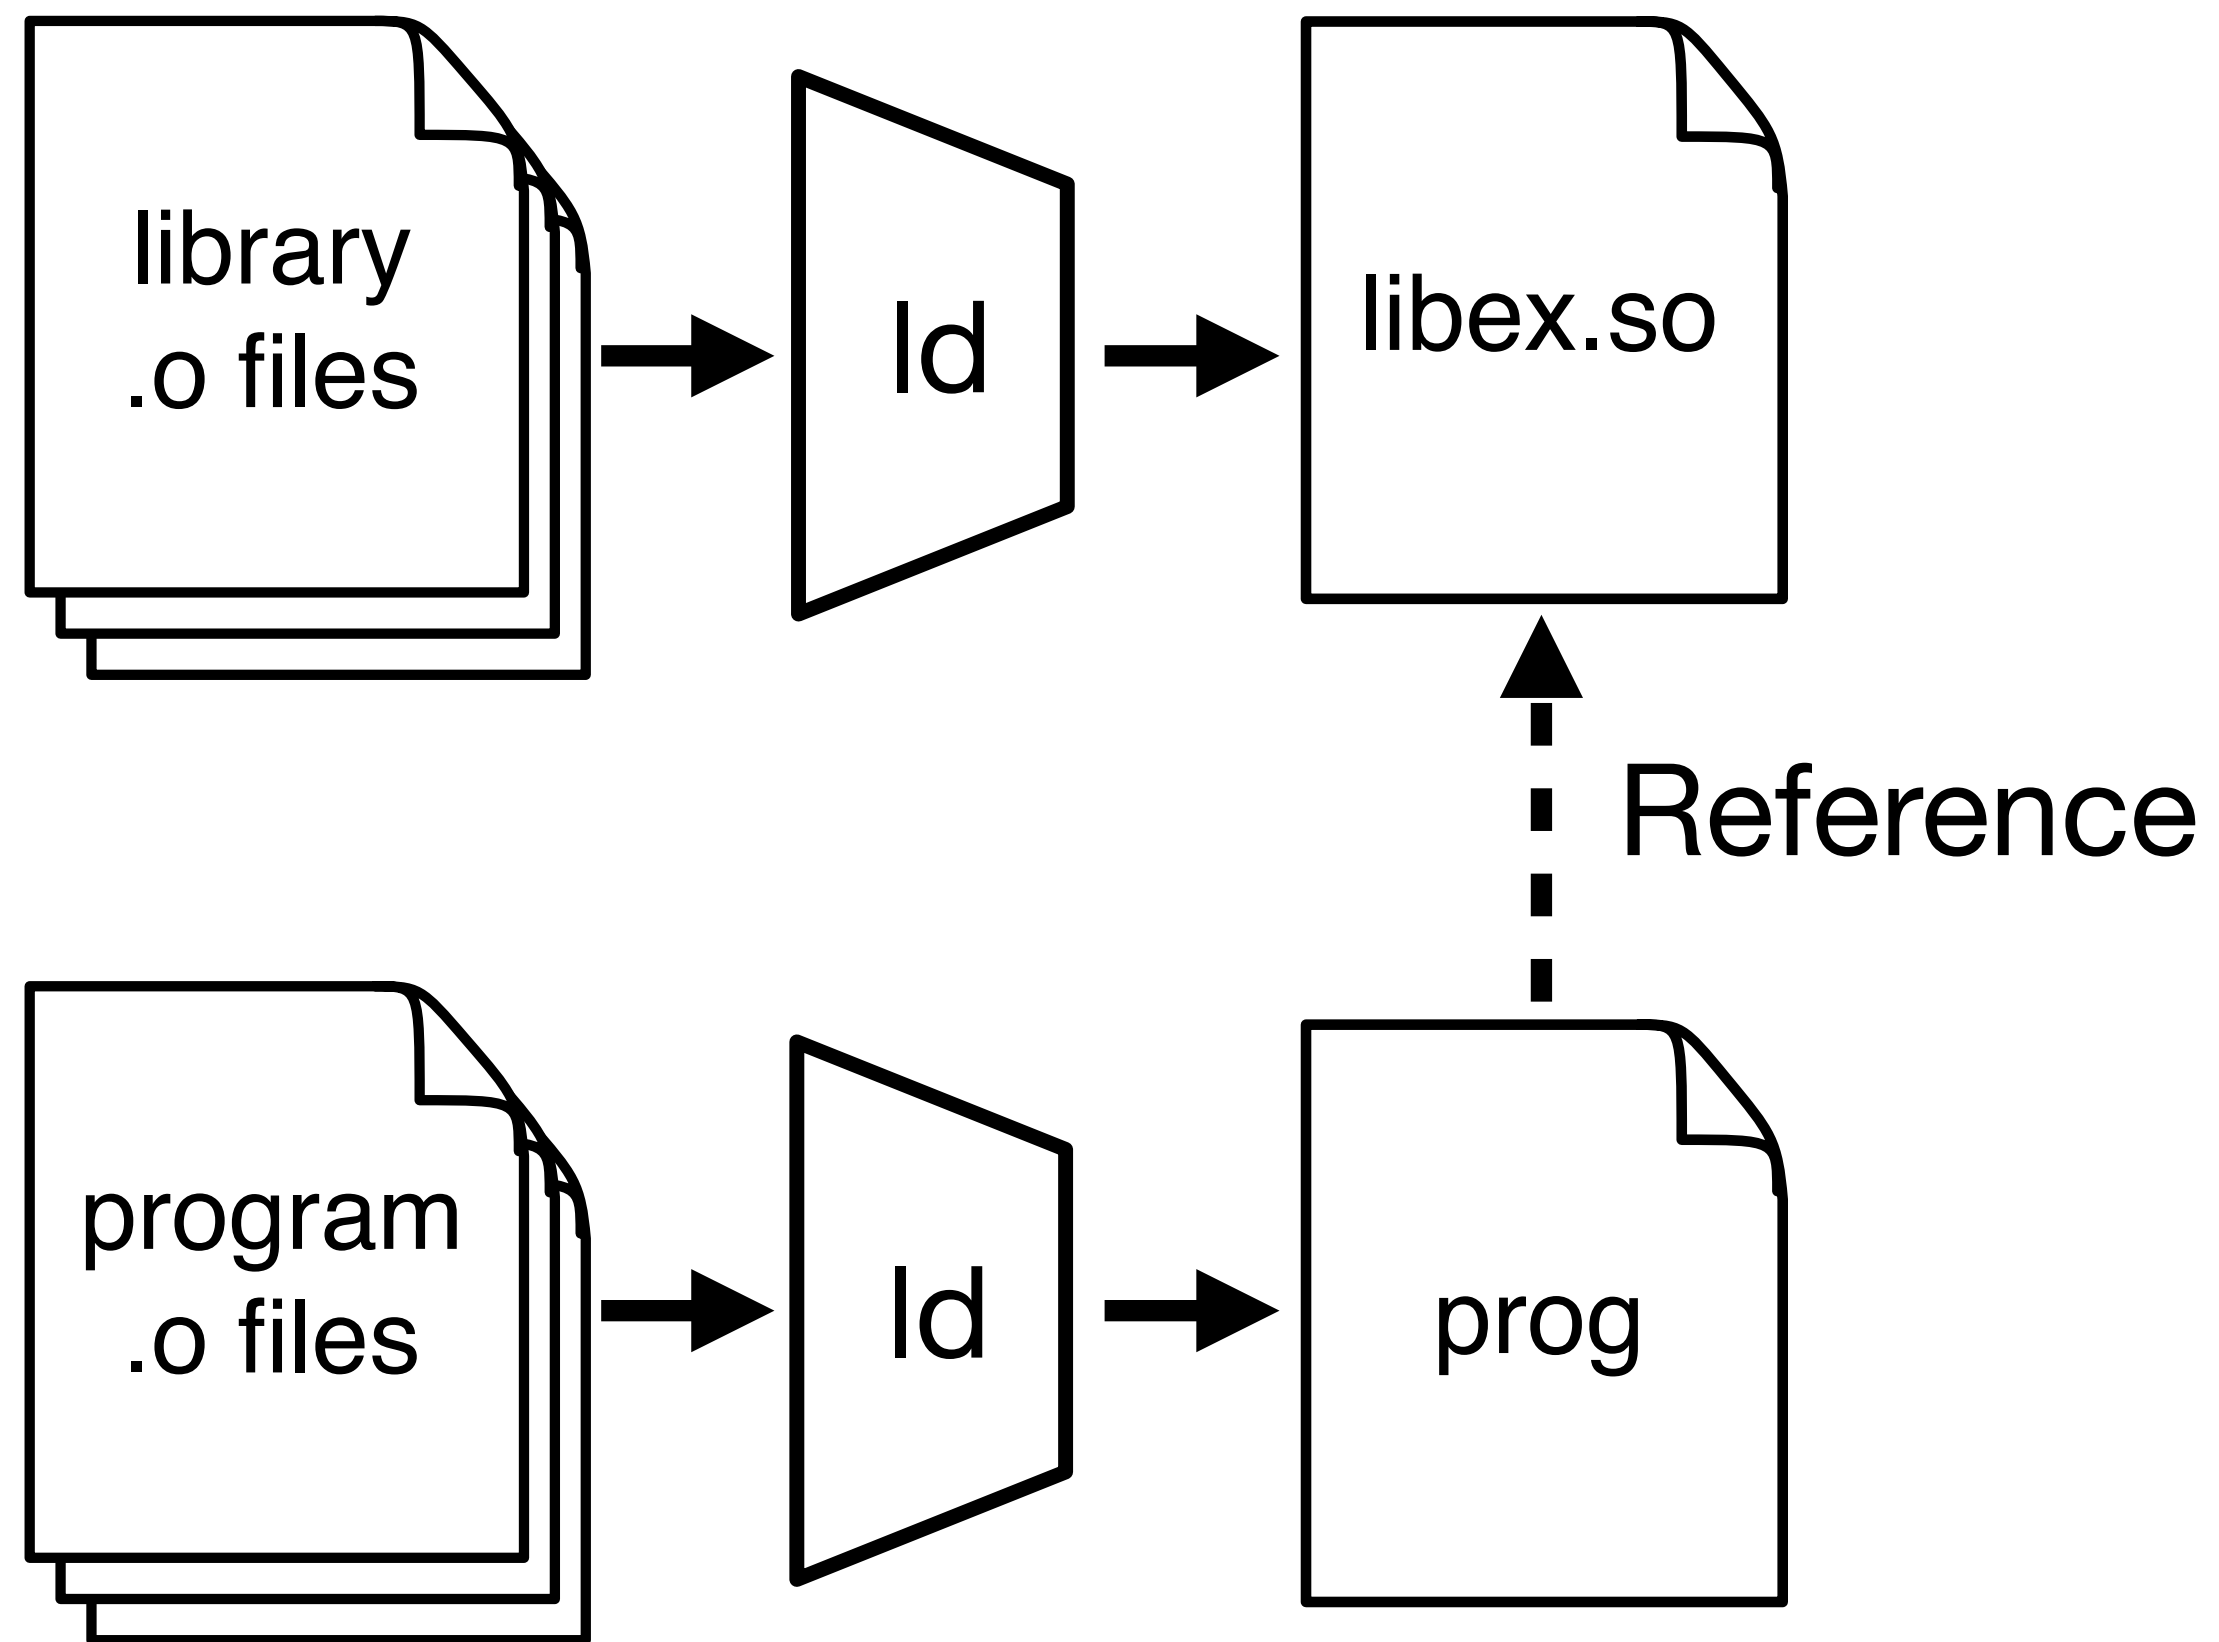 library
.o files
ld
libex.so
Reference
program
.o files
ld
prog